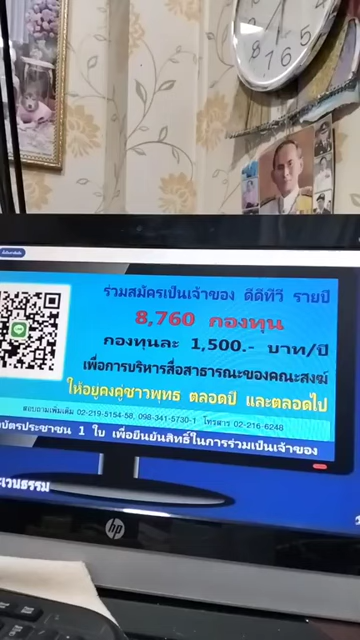 ร่วมสมัครเป็นเจ้าของ ดีดีทีวี รายปี
8,760 กองทุน
กองทุนละ 1,500.- บาท/ปี
เพื่อการบริหารสื่อสาธารณะของคณะสงฆ์
ให้อยู่คงคู่ชาวพุทธ ตลอดปี และตลอดไป
สอบถามเพิ่มเติม 02-219-5154-58, 098-341-5730-1 โทรสาร 02-216-6248
บัตรประชาชน 1 ใบ เพื่อยืนยันสิทธิ์ในการร่วมเป็นเจ้าของ
hp